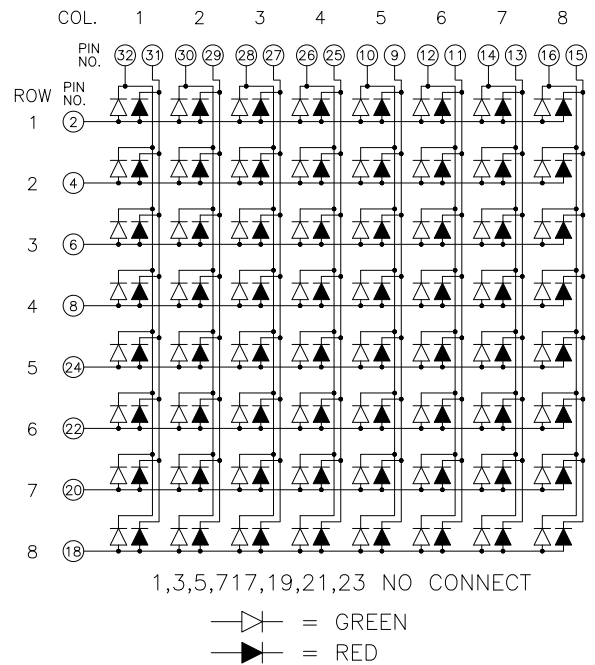 COL. 1 2 3 4 5 6 7 8
PIN NO. 32 31 30 29 28 27 26 25 10 9 12 11 14 13 16 15
ROW PIN NO.
1 2
2 4
3 6
4 8
5 24
6 22
7 20
8 18
1,3,5,717,19,21,23 NO CONNECT
= GREEN
= RED